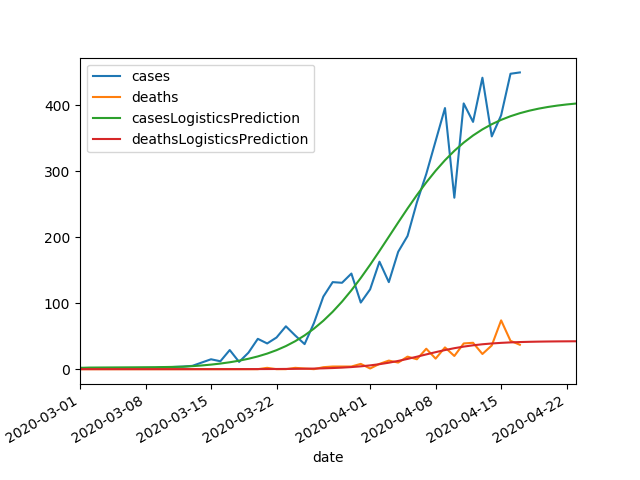 cases
deaths
casesLogisticsPrediction
deathsLogisticsPrediction
400
300
200
100
0
2020-03-01
2020-03-08
2020-03-15
2020-03-22
2020-04-01
2020-04-08
2020-04-15
2020-04-22
date